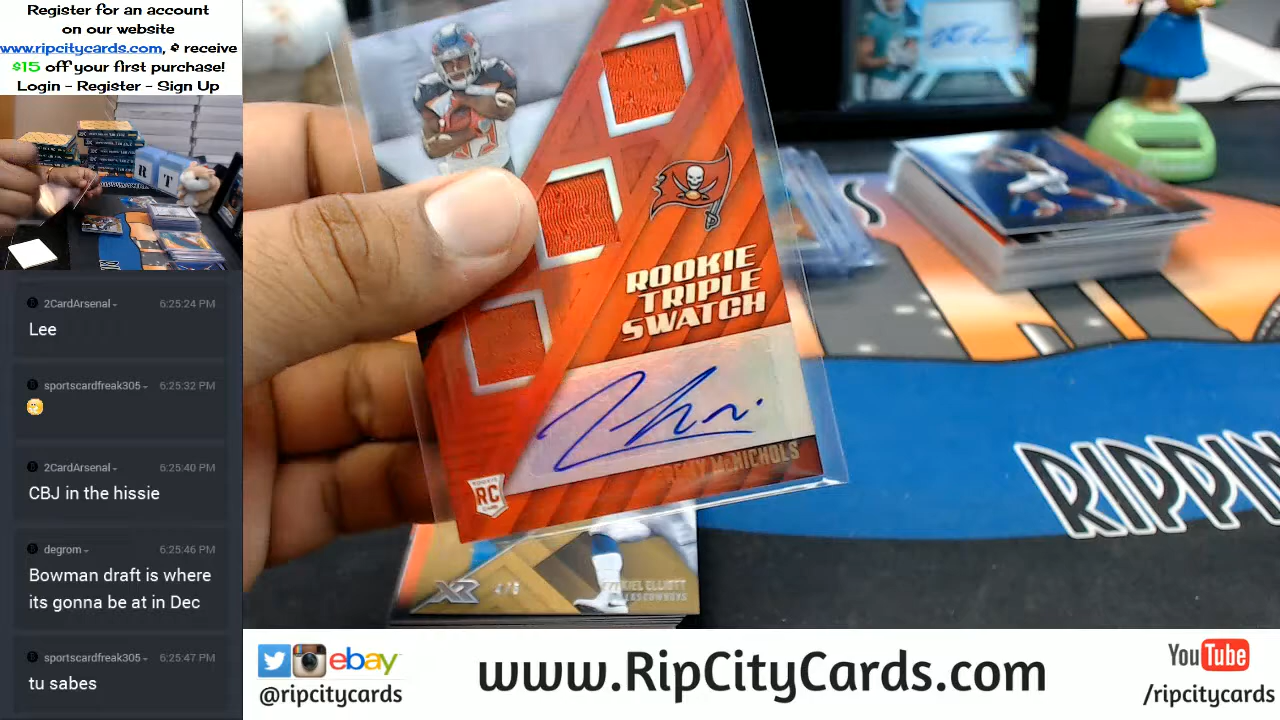 Register for an account
on our website
www.ripcitycards.com, & receive
$15 off your first purchase!
Login - Register - Sign Up
2CardArsenal
6:25:24 PM
Lee
sportscardfreak305
6:25:32 PM
2CardArsenal
6:25:40 PM
CBJ in the hissie
degrom
6:25:46 PM
Bowman draft is where
its gonna be at in Dec
sportscardfreak305
6:25:47 PM
tu sabes
ROOKIE
TRIPLE
SWATCH
MCNICHOLS
RC
XR
ELLIOTT
COWBOYS
RIPPIN
ebay
@ripcitycards
www.RipCityCards.com
YouTube
/ripcitycards